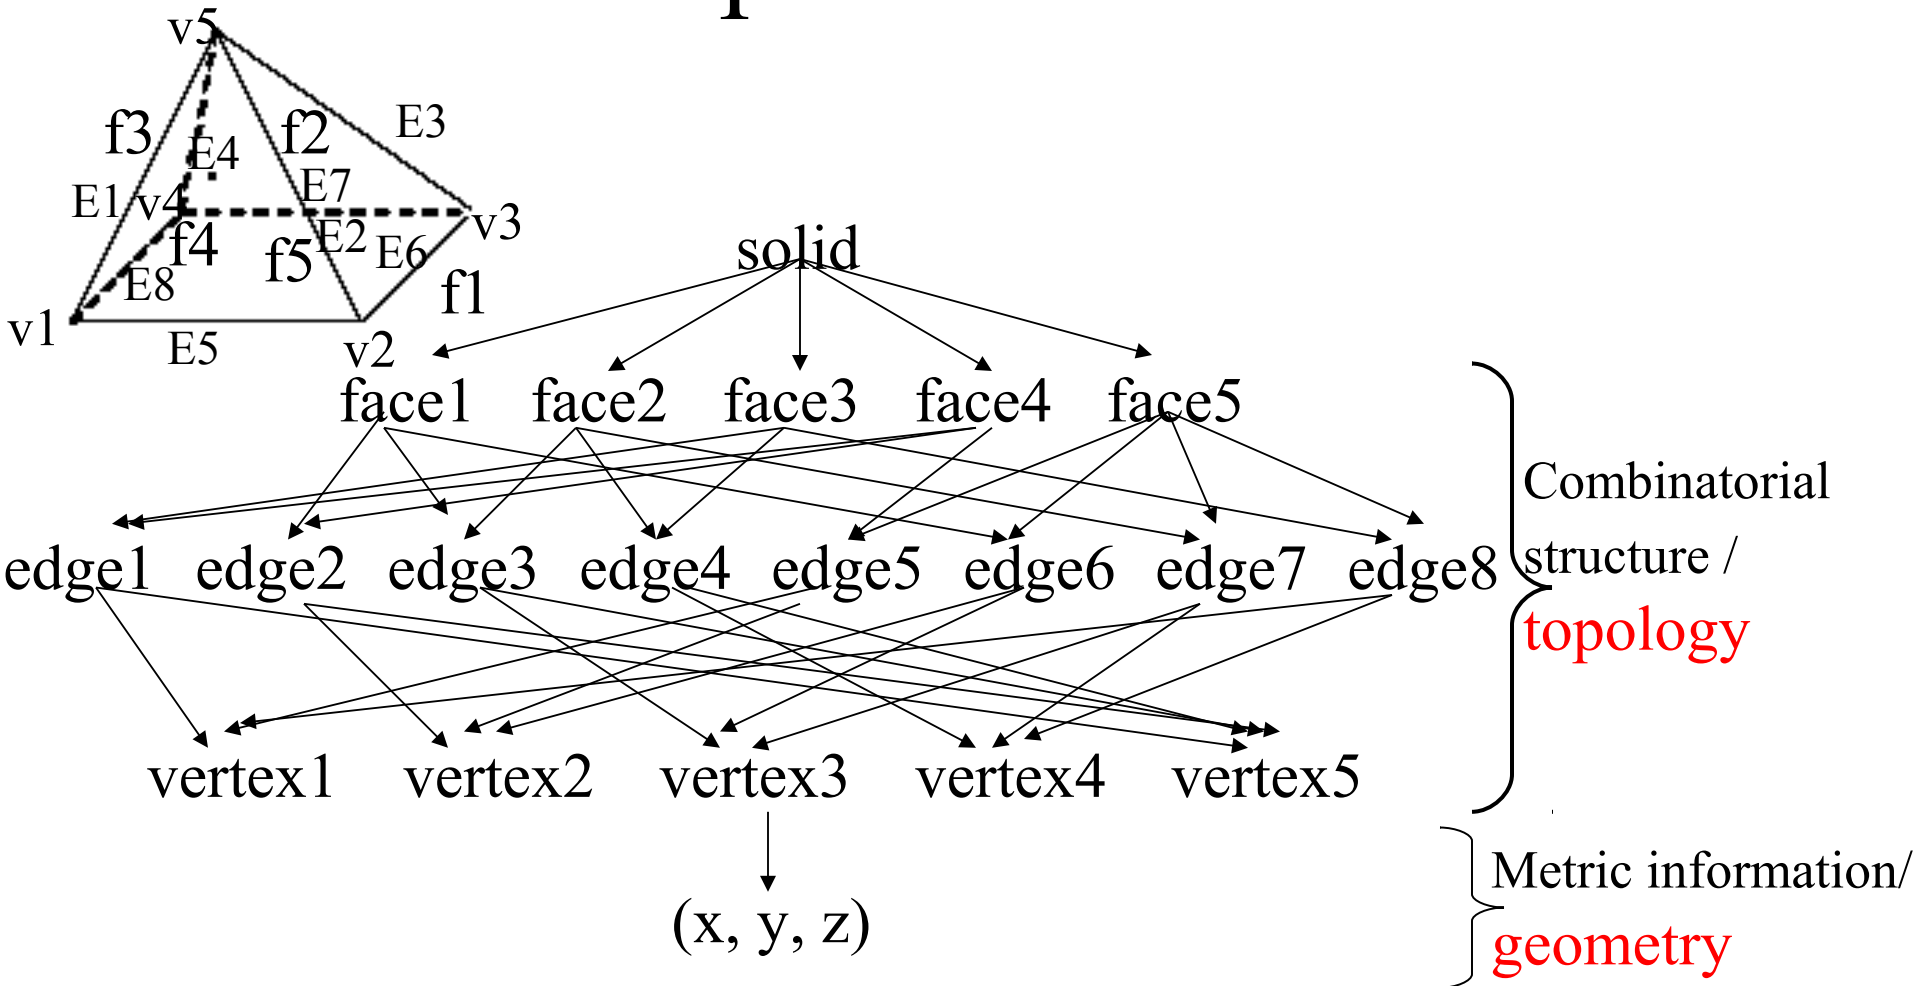 v5
f3
f2
E3
E4
E1
v4
E7
v3
f4
f5
E2
E6
E8
f1
v1
E5
v2
solid
face1 face2 face3 face4 face5
edge1 edge2 edge3 edge4 edge5 edge6 edge7 edge8
vertex1 vertex2 vertex3 vertex4 vertex5
(x, y, z)
Combinatorial
structure /
topology
Metric information/
geometry